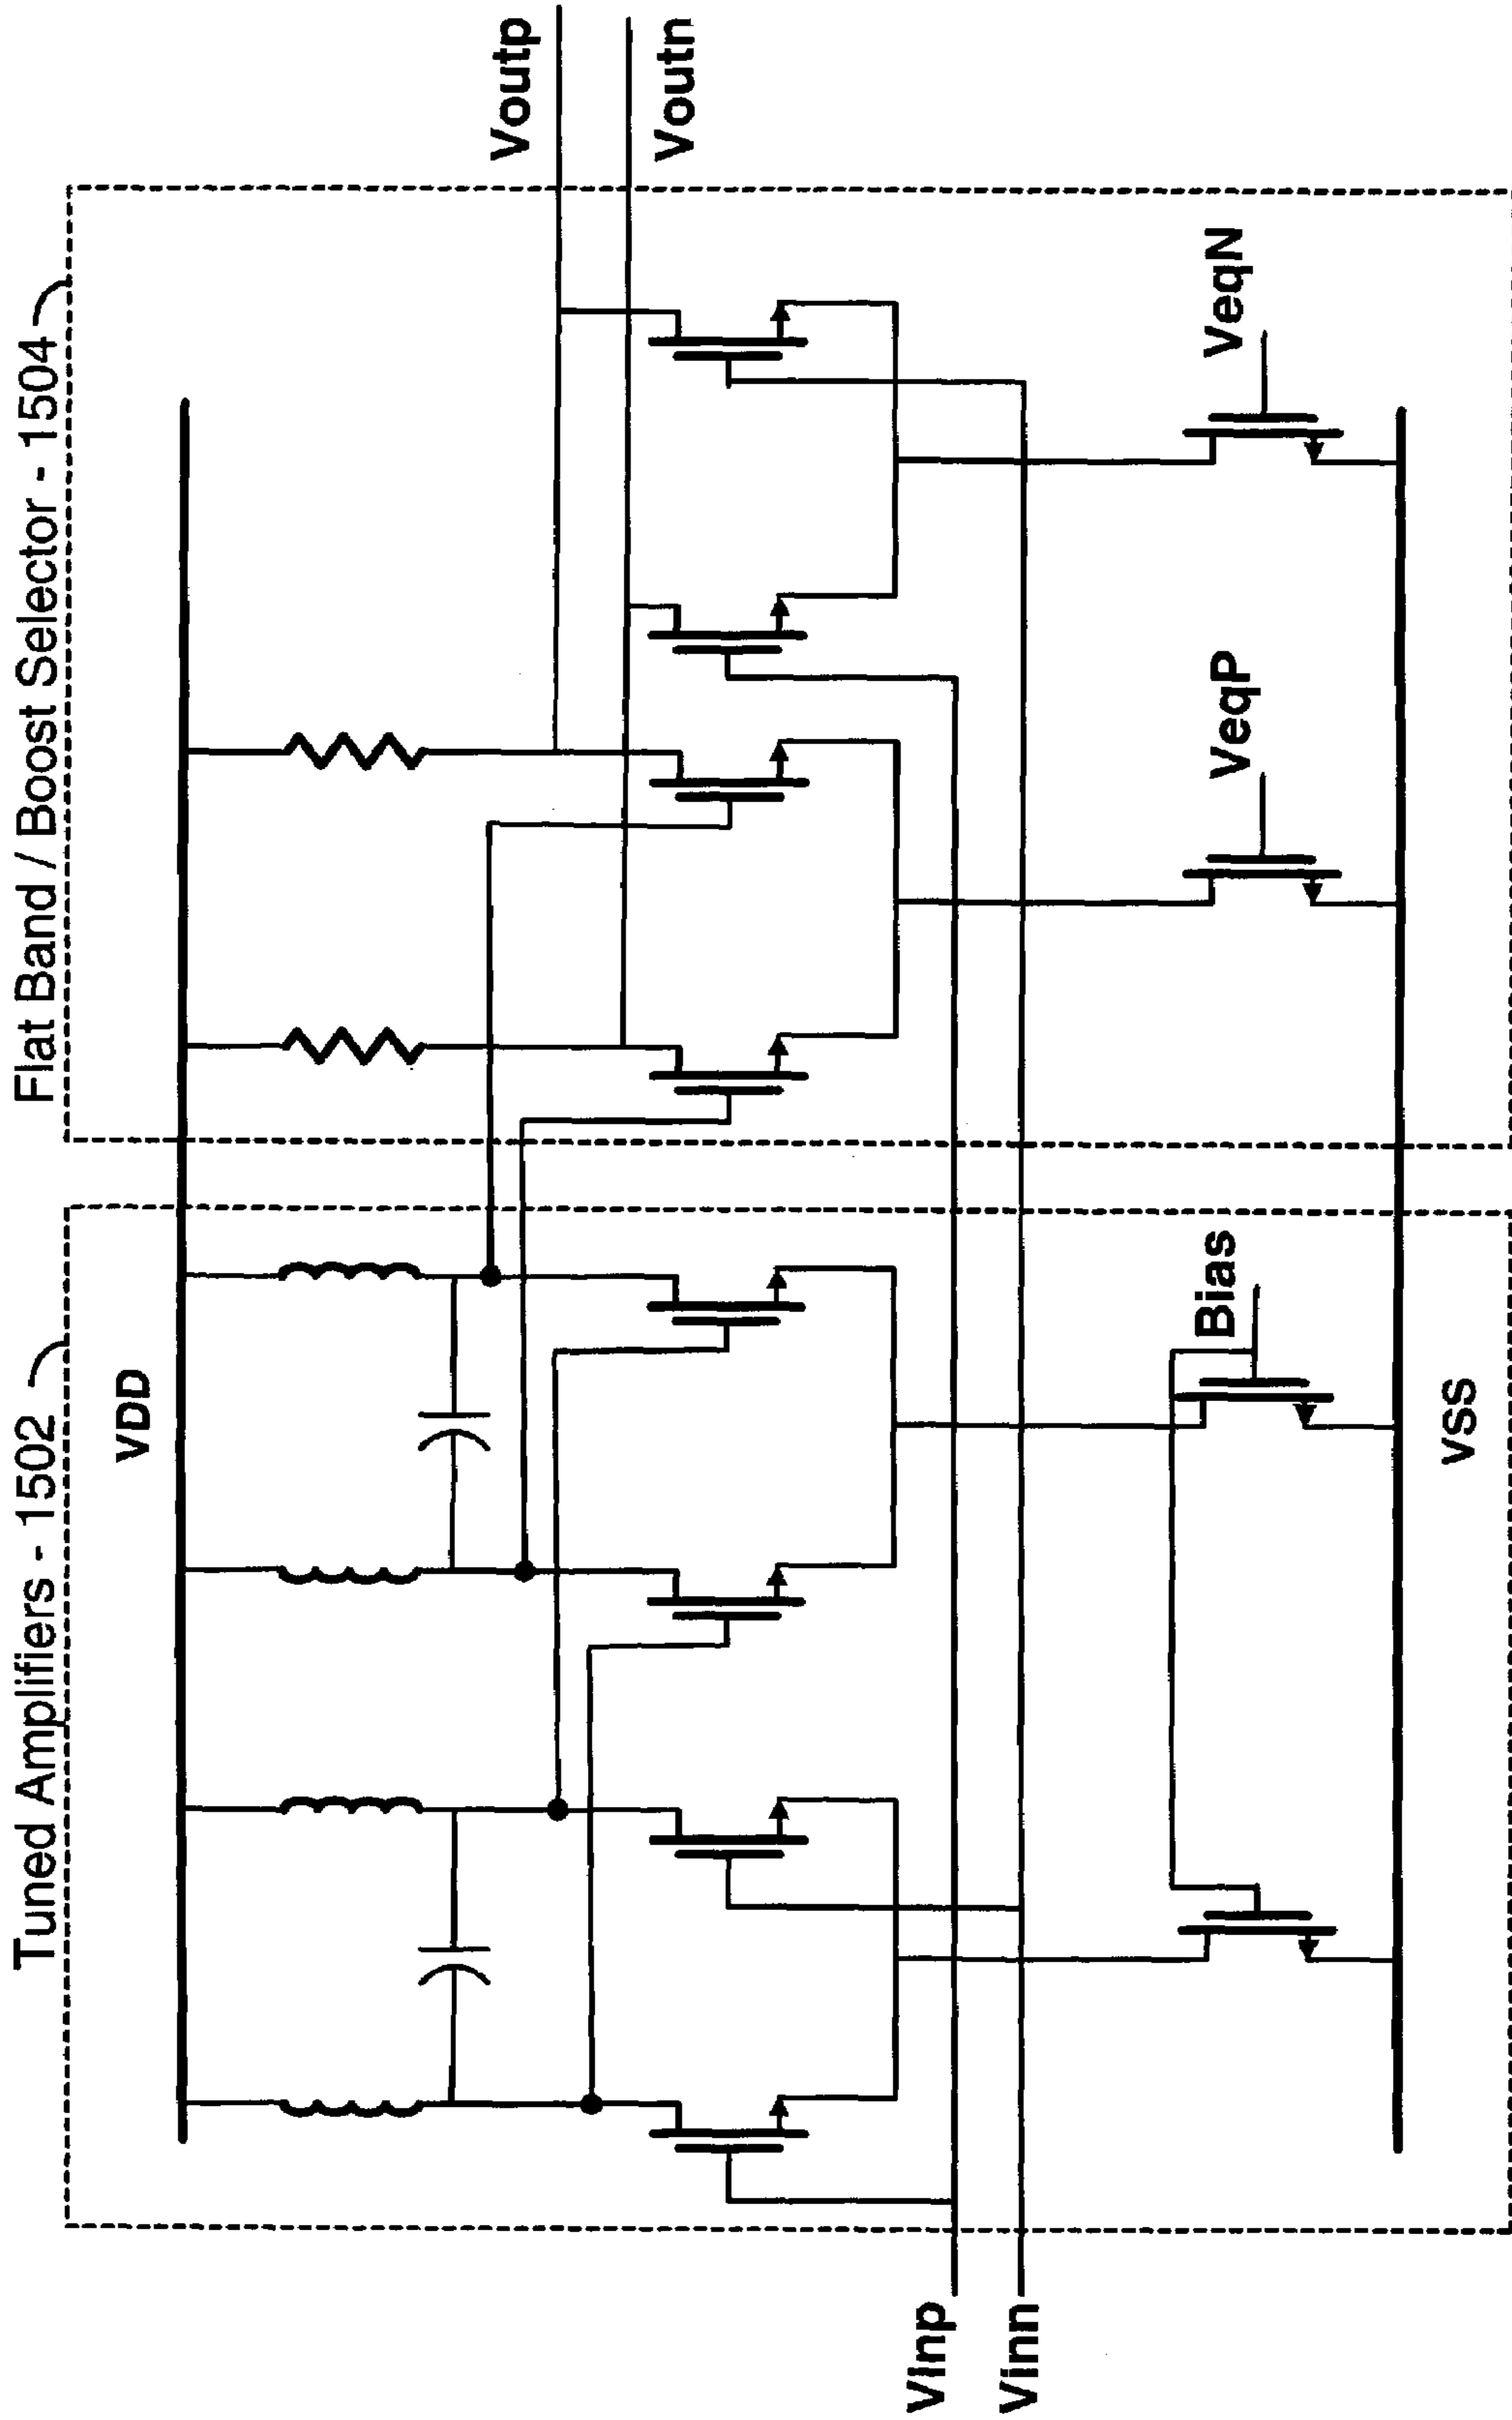 Tuned Amplifiers - 1502
Flat Band / Boost Selector - 1504
VDD
Voutp
Voutn
Vinp
Vinn
Bias
VeqP
VeqN
VSS